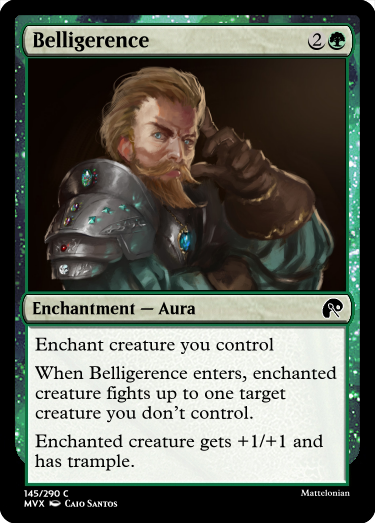 Belligerence 2
Enchantment — Aura
Enchant creature you control
When Belligerence enters, enchanted
creature fights up to one target
creature you don't control.
Enchanted creature gets +1/+1 and
has trample.
145/290 C Mattelonian
MVX Caio Santos